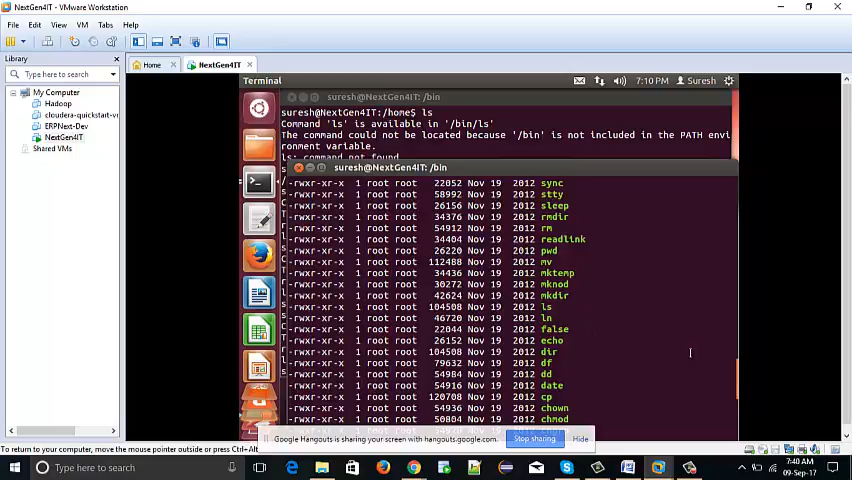 NextGen4IT - VMware Workstation
File Edit View VM Tabs Help
Library
Type here to search
My Computer
Hadoop
cloudera-quickstart-vr
ERPNext-Dev
NextGen4IT
Shared VMs
Home
NextGen4IT
Terminal
7:10 PM Suresh
suresh@NextGen4IT: /bin
suresh@NextGen4IT:/home$ ls
Command 'ls' is available in '/bin/ls'
The command could not be located because '/bin' is not included in the PATH envi
ronment variable.
ls: command not found
suresh@NextGen4IT: /bin
-rwxr-xr-x 1 root root 22052 Nov 19 2012 sync
-rwxr-xr-x 1 root root 58992 Nov 19 2012 stty
-rwxr-xr-x 1 root root 26156 Nov 19 2012 sleep
-rwxr-xr-x 1 root root 34376 Nov 19 2012 rmdir
-rwxr-xr-x 1 root root 54912 Nov 19 2012 rm
-rwxr-xr-x 1 root root 34404 Nov 19 2012 readlink
-rwxr-xr-x 1 root root 26220 Nov 19 2012 pwd
-rwxr-xr-x 1 root root 112488 Nov 19 2012 mv
-rwxr-xr-x 1 root root 34436 Nov 19 2012 mktemp
-rwxr-xr-x 1 root root 30272 Nov 19 2012 mknod
-rwxr-xr-x 1 root root 42624 Nov 19 2012 mkdir
-rwxr-xr-x 1 root root 104508 Nov 19 2012 ls
-rwxr-xr-x 1 root root 46720 Nov 19 2012 ln
-rwxr-xr-x 1 root root 22044 Nov 19 2012 false
-rwxr-xr-x 1 root root 26152 Nov 19 2012 echo
-rwxr-xr-x 1 root root 104508 Nov 19 2012 dir
-rwxr-xr-x 1 root root 79632 Nov 19 2012 df
-rwxr-xr-x 1 root root 54984 Nov 19 2012 dd
-rwxr-xr-x 1 root root 54916 Nov 19 2012 date
-rwxr-xr-x 1 root root 120708 Nov 19 2012 cp
-rwxr-xr-x 1 root root 54936 Nov 19 2012 chown
-rwxr-xr-x 1 root root 50804 Nov 19 2012 chmod
Google Hangouts is sharing your screen with hangouts.google.com.
Stop sharing
Hide
To return to your computer, move the mouse pointer outside or press Ctrl+Alt.
Type here to search
7:40 AM
09-Sep-17